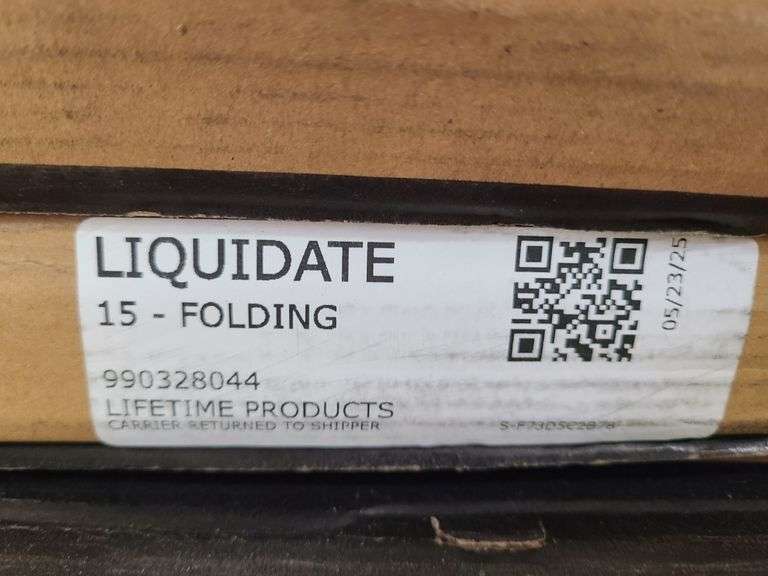 LIQUIDATE
15 - FOLDING
05/23/25
990328044
LIFETIME PRODUCTS
CARRIER RETURNED TO SHIPPER